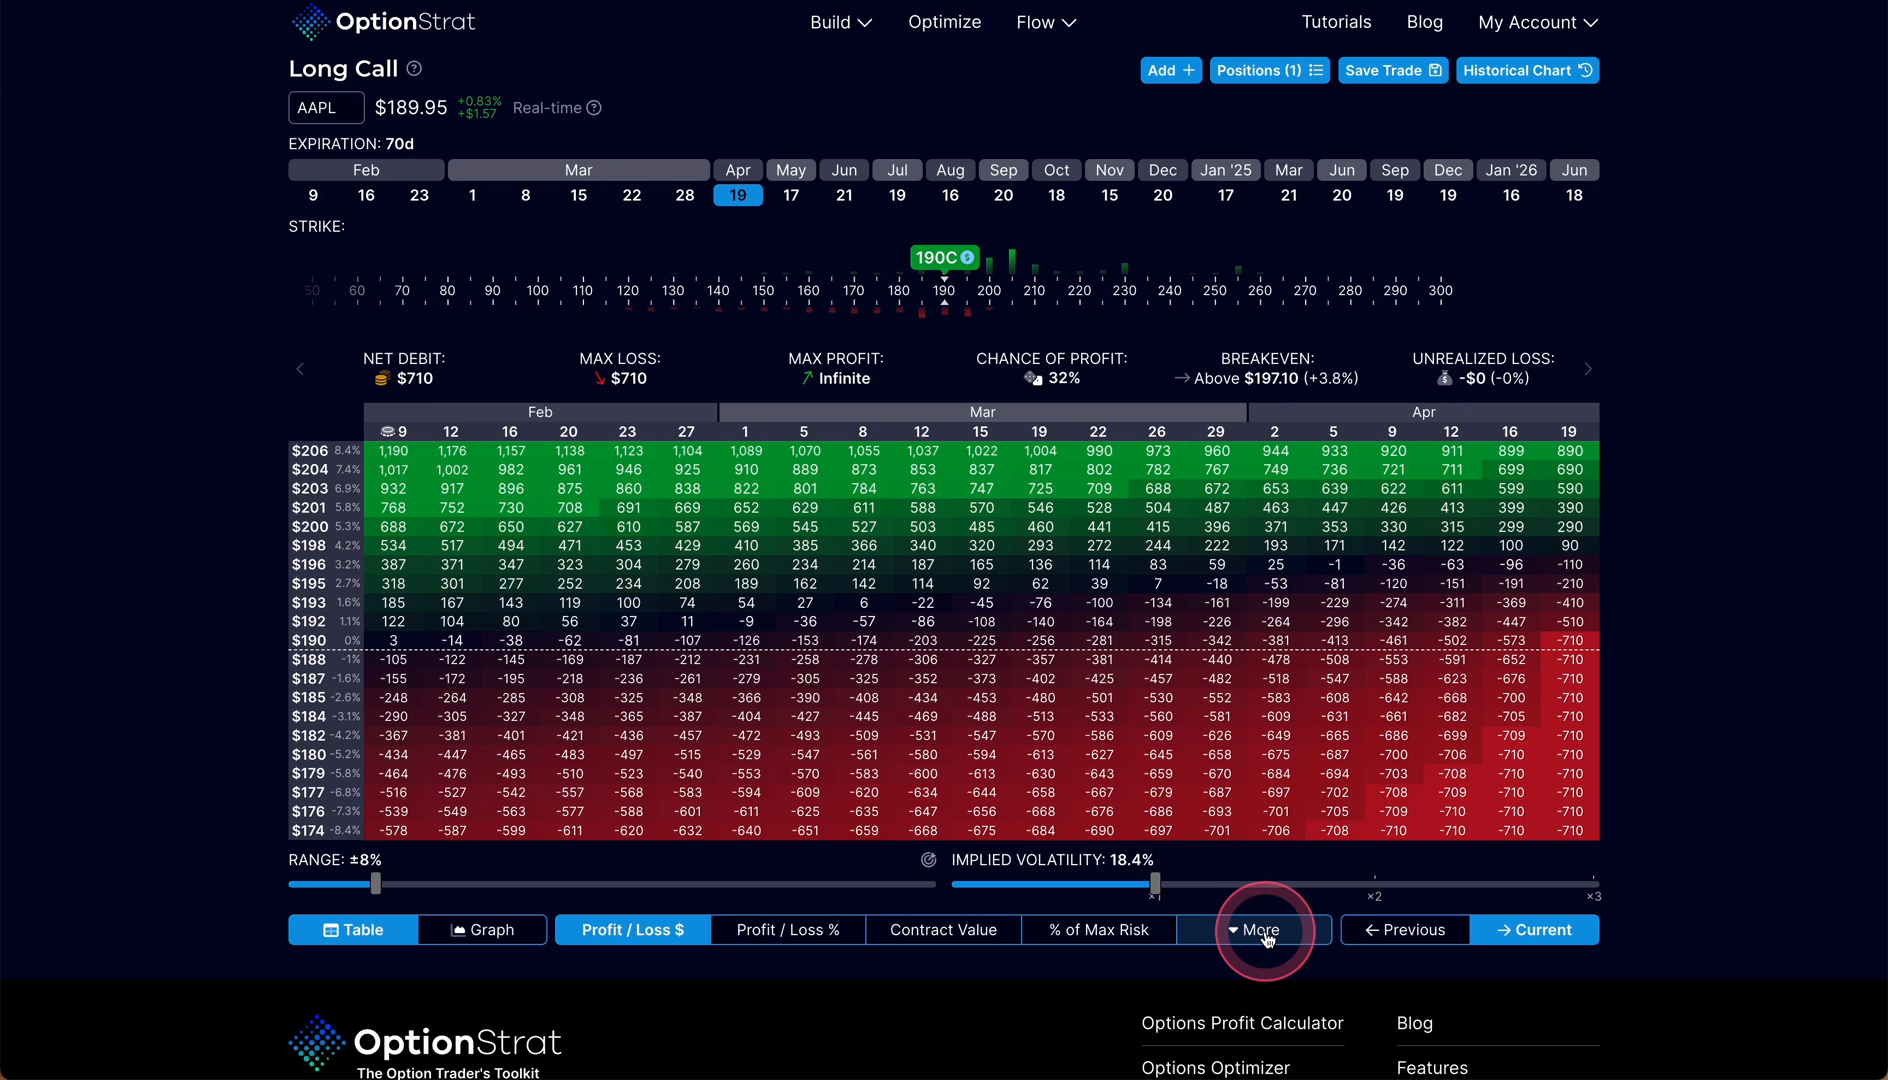 OptionStrat Build Optimize Flow Tutorials Blog My Account
Long Call Add + Positions (1) Save Trade Historical Chart
AAPL $189.95 +0.83% +$1.57 Real-time
EXPIRATION: 70d
Feb Mar Apr May Jun Jul Aug Sep Oct Nov Dec Jan '25 Mar Jun Sep Dec Jan '26 Jun
9 16 23 1 8 15 22 28 19 17 21 19 16 20 18 15 20 17 21 20 19 19 16 18
STRIKE:
190C
50 60 70 80 90 100 110 120 130 140 150 160 170 180 190 200 210 220 230 240 250 260 270 280 290 300
NET DEBIT: MAX LOSS: MAX PROFIT: CHANCE OF PROFIT: BREAKEVEN: UNREALIZED LOSS:
$710 $710 Infinite 32% Above $197.10 (+3.8%) -$0 (-0%)
Feb Mar Apr
9 12 16 20 23 27 1 5 8 12 15 19 22 26 29 2 5 9 12 16 19
$206 8.4% 1,190 1,176 1,157 1,138 1,123 1,104 1,089 1,070 1,055 1,037 1,022 1,004 990 973 960 944 933 920 911 899 890
$204 7.4% 1,017 1,002 982 961 946 925 910 889 873 853 837 817 802 782 767 749 736 721 711 699 690
$203 6.9% 932 917 896 875 860 838 822 801 784 763 747 725 709 688 672 653 639 622 611 599 590
$201 5.8% 768 752 730 708 691 669 652 629 611 588 570 546 528 504 487 463 447 426 413 399 390
$200 5.3% 688 672 650 627 610 587 569 545 527 503 485 460 441 415 396 371 353 330 315 299 290
$198 4.2% 534 517 494 471 453 429 410 385 366 340 320 293 272 244 222 193 171 142 122 100 90
$196 3.2% 387 371 347 323 304 279 260 234 214 187 165 136 114 83 59 25 -1 -36 -63 -96 -110
$195 2.7% 318 301 277 252 234 208 189 162 142 114 92 62 39 7 -18 -53 -81 -120 -151 -191 -210
$193 1.6% 185 167 143 119 100 74 54 27 6 -22 -45 -76 -100 -134 -161 -199 -229 -274 -311 -369 -410
$192 1.1% 122 104 80 56 37 11 -9 -36 -57 -86 -108 -140 -164 -198 -226 -264 -296 -342 -382 -447 -510
$190 0% 3 -14 -38 -62 -81 -107 -126 -153 -174 -203 -225 -256 -281 -315 -342 -381 -413 -461 -502 -573 -710
$188 -1% -105 -122 -145 -169 -187 -212 -231 -258 -278 -306 -327 -357 -381 -414 -440 -478 -508 -553 -591 -652 -710
$187 -1.6% -155 -172 -195 -218 -236 -261 -279 -305 -325 -352 -373 -402 -425 -457 -482 -518 -547 -588 -623 -676 -710
$185 -2.6% -248 -264 -285 -308 -325 -348 -366 -390 -408 -434 -453 -480 -501 -530 -552 -583 -608 -642 -668 -700 -710
$184 -3.1% -290 -305 -327 -348 -365 -387 -404 -427 -445 -469 -488 -513 -533 -560 -581 -609 -631 -661 -682 -705 -710
$182 -4.2% -367 -381 -401 -421 -436 -457 -472 -493 -509 -531 -547 -570 -586 -609 -626 -649 -665 -686 -699 -709 -710
$180 -5.2% -434 -447 -465 -483 -497 -515 -529 -547 -561 -580 -594 -613 -627 -645 -658 -675 -687 -700 -706 -710 -710
$179 -5.8% -464 -476 -493 -510 -523 -540 -553 -570 -583 -600 -613 -630 -643 -659 -670 -684 -694 -703 -708 -710 -710
$177 -6.8% -516 -527 -542 -557 -568 -583 -594 -609 -620 -634 -644 -658 -667 -679 -687 -697 -702 -708 -709 -710 -710
$176 -7.3% -539 -549 -563 -577 -588 -601 -611 -625 -635 -647 -656 -668 -676 -686 -693 -701 -705 -709 -710 -710 -710
$174 -8.4% -578 -587 -599 -611 -620 -632 -640 -651 -659 -668 -675 -684 -690 -697 -701 -706 -708 -710 -710 -710 -710
RANGE: ±8% IMPLIED VOLATILITY: 18.4%
×1 ×2 ×3
Table Graph Profit / Loss $ Profit / Loss % Contract Value % of Max Risk More Previous Current
OptionStrat
The Option Trader's Toolkit
Options Profit Calculator Blog
Options Optimizer Features